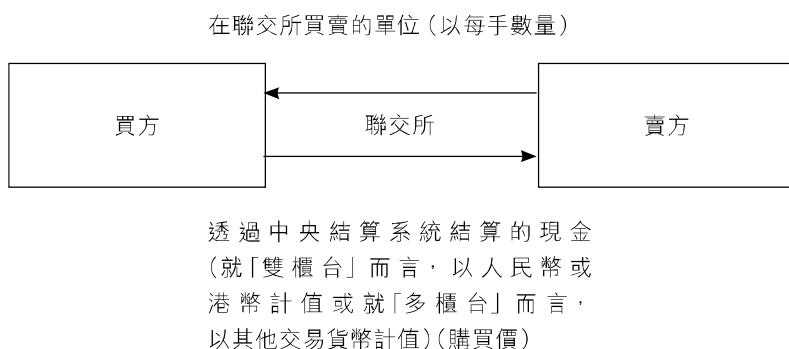 在聯交所買賣的單位（以每手數量）
買方
聯交所
賣方
透過中央結算系統結算的現金
（就「雙櫃台」而言，以人民幣或
港幣計值或就「多櫃台」而言，
以其他交易貨幣計值）（購買價）